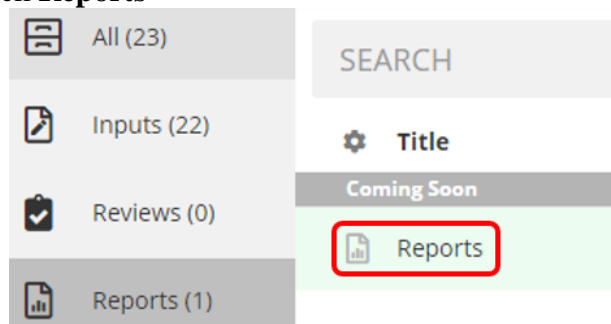 All (23)
Inputs (22)
Reviews (0)
Reports (1)
SEARCH
Title
Coming Soon
Reports